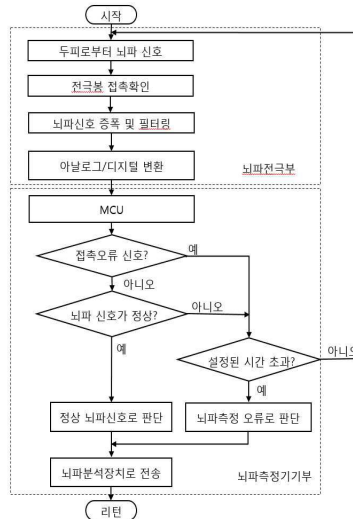 시작
두피로부터 뇌파 신호
전극봉 접촉확인
뇌파신호 증폭 및 필터링
아날로그/디지털 변환
뇌파전극부
MCU
접촉오류 신호?
예
아니오
뇌파 신호가 정상?
아니오
예
설정된 시간 초과?
아니오
예
정상 뇌파신호로 판단
뇌파측정 오류로 판단
뇌파분석장치로 전송
뇌파측정기기부
리턴